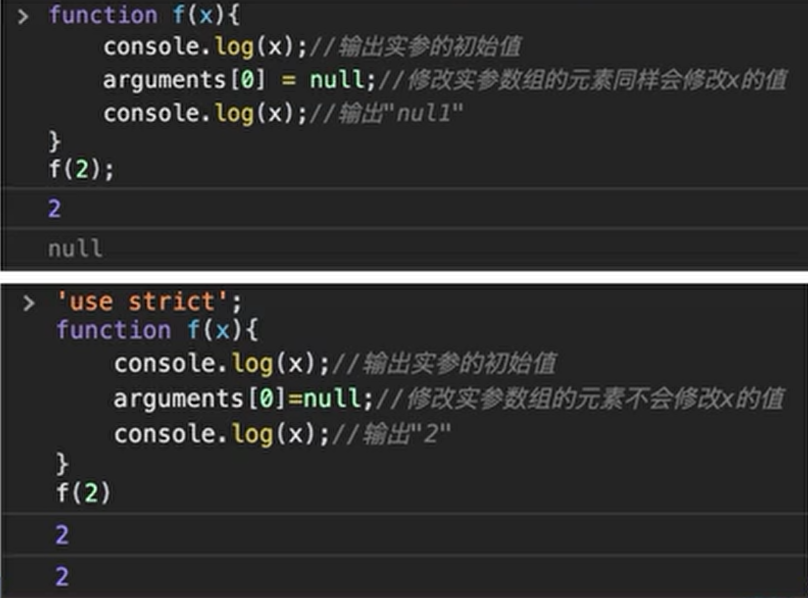 > function f(x){
console.log(x);//输出实参的初始值
arguments[0] = null;//修改实参数组的元素同样会修改x的值
console.log(x);//输出"nul1"
}
f(2);
2
null
> 'use strict';
function f(x){
console.log(x);//输出实参的初始值
arguments[0]=null;//修改实参数组的元素不会修改x的值
console.log(x);//输出"2"
}
f(2)
2
2